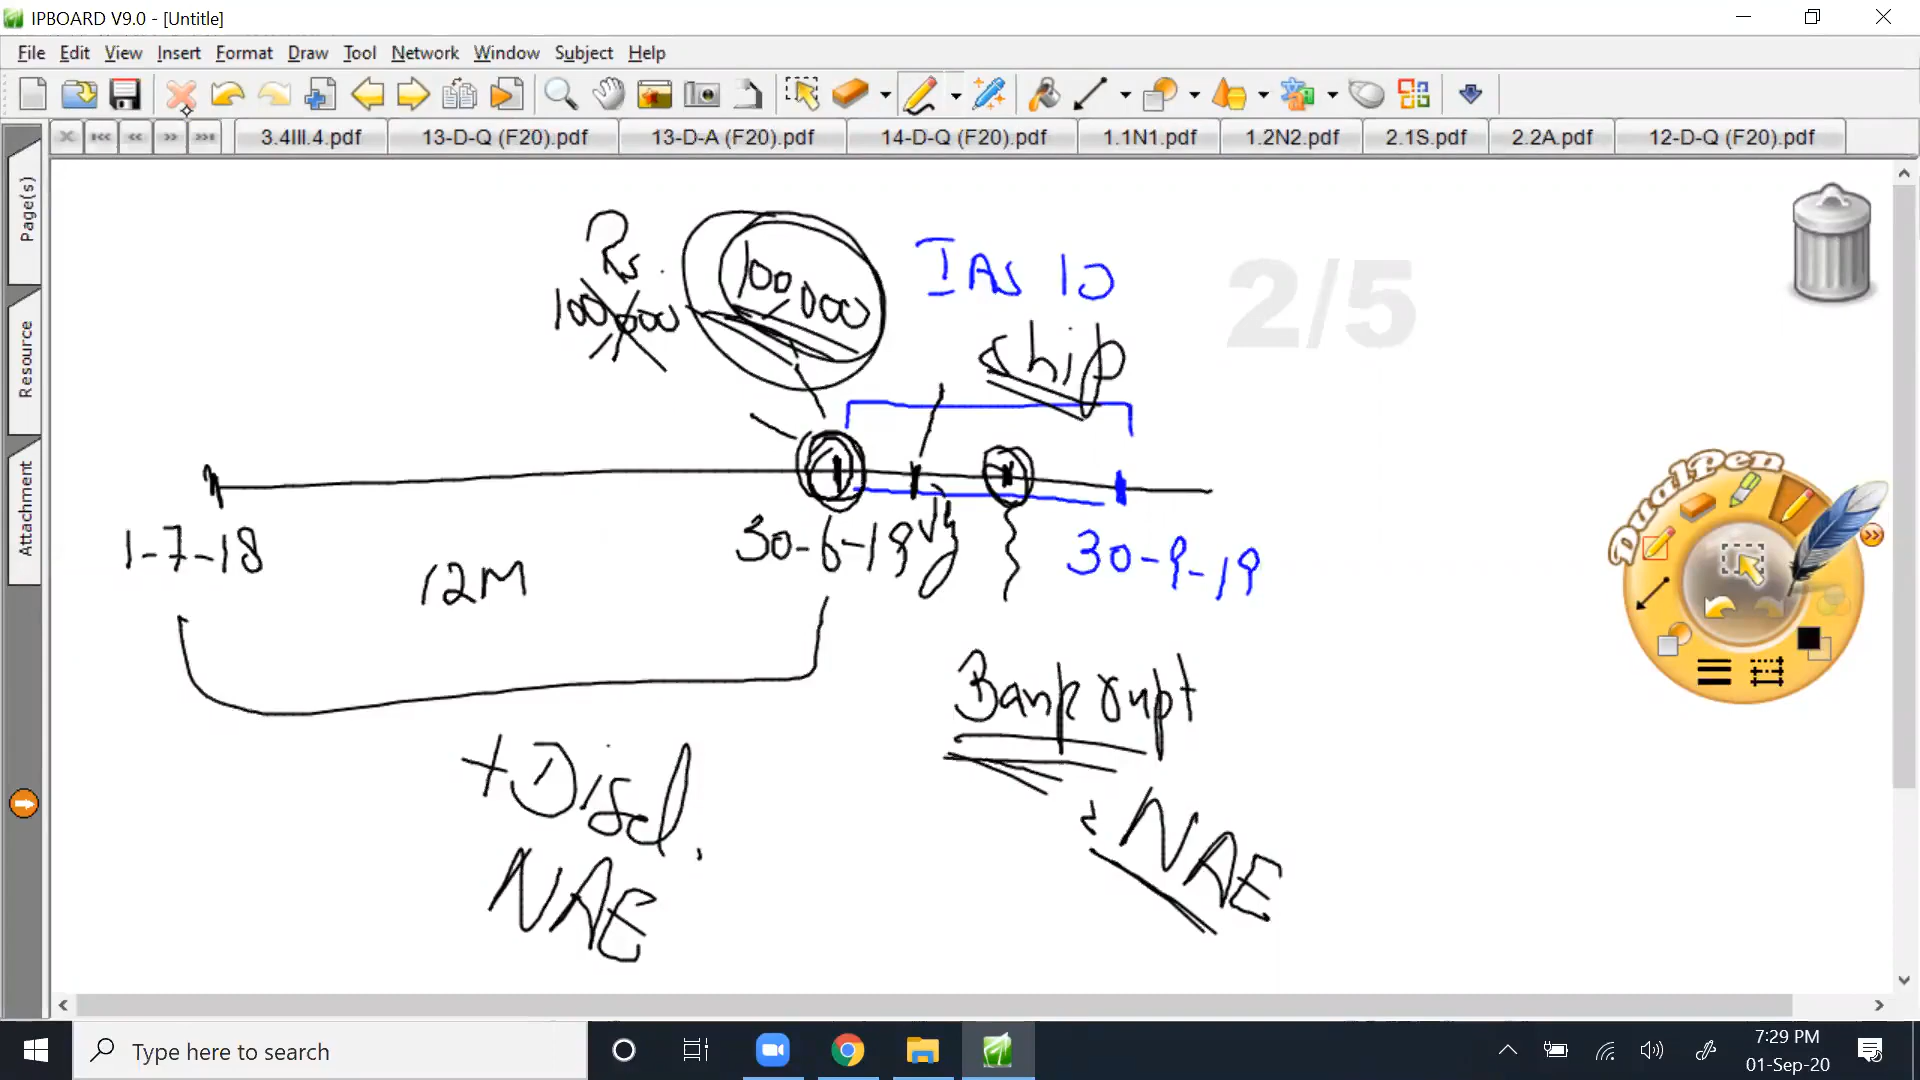 IPBOARD V9.0 - [Untitle]
File Edit View Insert Format Draw Tool Network Window Subject Help
3.4III.4.pdf 13-D-Q (F20).pdf 13-D-A (F20).pdf 14-D-Q (F20).pdf 1.1N1.pdf 1.2N2.pdf 2.1S.pdf 2.2A.pdf 12-D-Q (F20).pdf
Page(s)
Resource
Attachment
Rs.
100,000
100,000
IAS 10
2/5
ship
1-7-18
12M
30-6-19
30-9-19
Bankrupt
: NAE
+Discl.
NAE
DualPen
Type here to search
7:29 PM
01-Sep-20